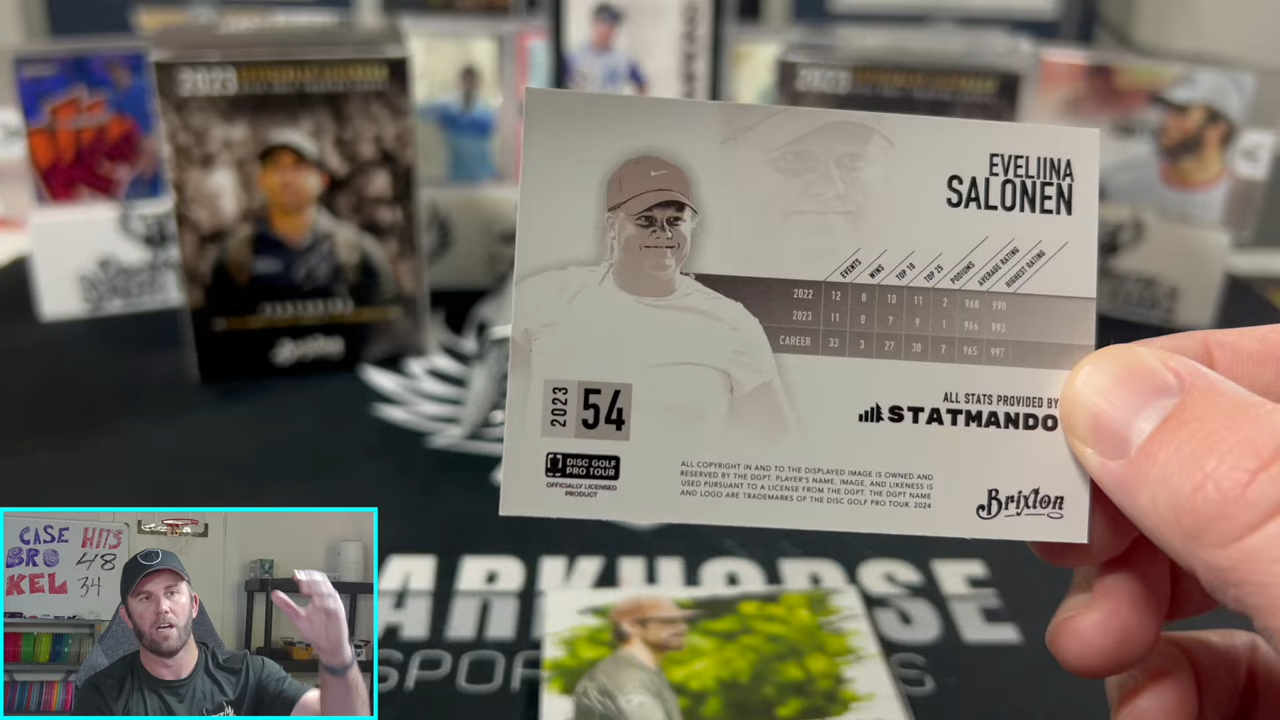 2023
2023
EVELIINA
SALONEN
EVENTS WINS TOP 10 TOP 25 PODIUMS AVERAGE RATING HIGHEST RATING
2022 12 0 10 11 2 968 990
2023 11 0 7 9 1 966 993
CAREER 33 3 27 30 7 965 997
2023 54
ALL STATS PROVIDED BY
STATMANDO
DISC GOLF
PRO TOUR
OFFICIALLY LICENSED
PRODUCT
ALL COPYRIGHT IN AND TO THE DISPLAYED IMAGE IS OWNED AND
RESERVED BY THE DGPT. PLAYER'S NAME, IMAGE, AND LIKENESS IS
USED PURSUANT TO A LICENSE FROM THE DGPT. THE DGPT NAME
AND LOGO ARE TRADEMARKS OF THE DISC GOLF PRO TOUR. 2024
Brixton
Brixton
ARKHORSE
SPOR S
CASE HITS
BRO 48
KEL 34